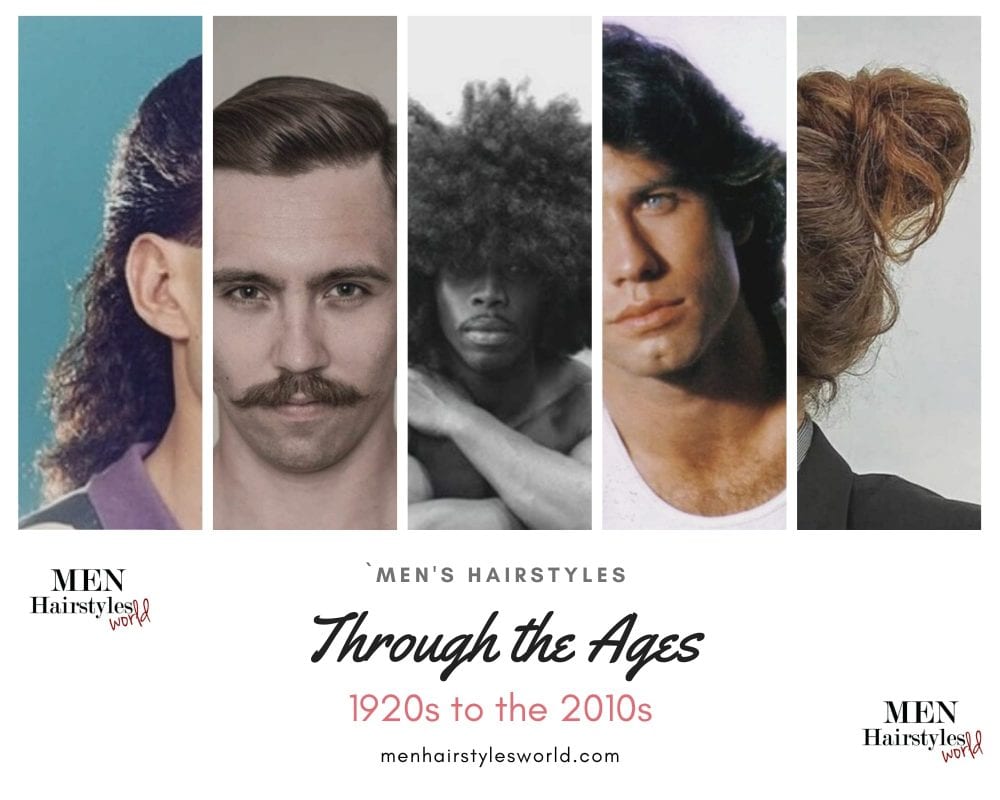 MEN
Hairstyles
world
`MEN'S HAIRSTYLES
Through the Ages
1920s to the 2010s
menhairstylesworld.com
MEN
Hairstyles
world